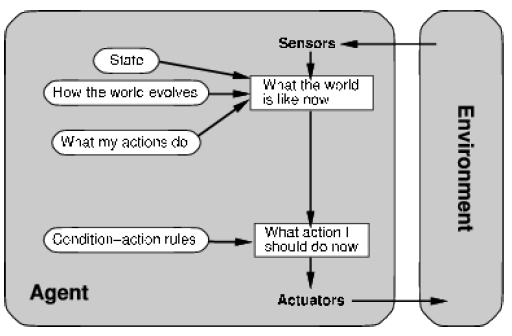 Sensors
State
How the world evolves
What the world
is like now
What my actions do
Condition–action rules
What action I
should do now
Agent
Actuators
Environment